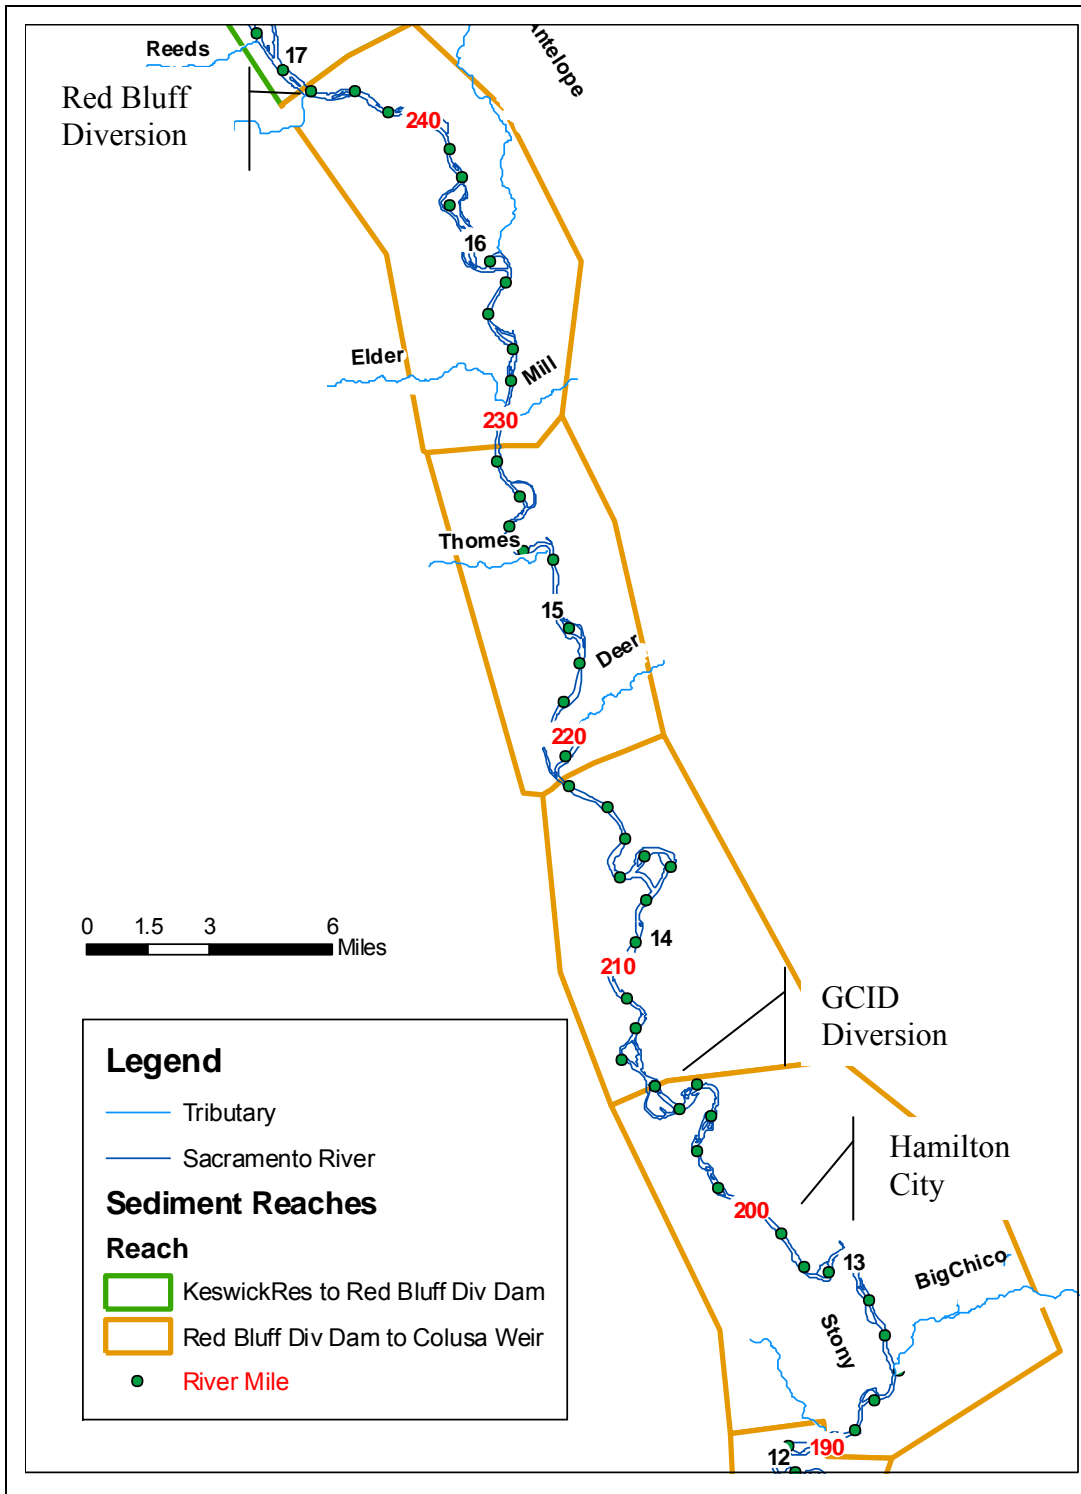 Reeds
17
Antelope
Red Bluff
Diversion
240
16
Elder
Mill
230
Thomes
15
Deer
220
0 1.5 3 6
Miles
14
210
GCID
Diversion
Hamilton
City
200
13
BigChico
Stony
190
12
Legend
Tributary
Sacramento River
Sediment Reaches
Reach
KeswickRes to Red Bluff Div Dam
Red Bluff Div Dam to Colusa Weir
River Mile